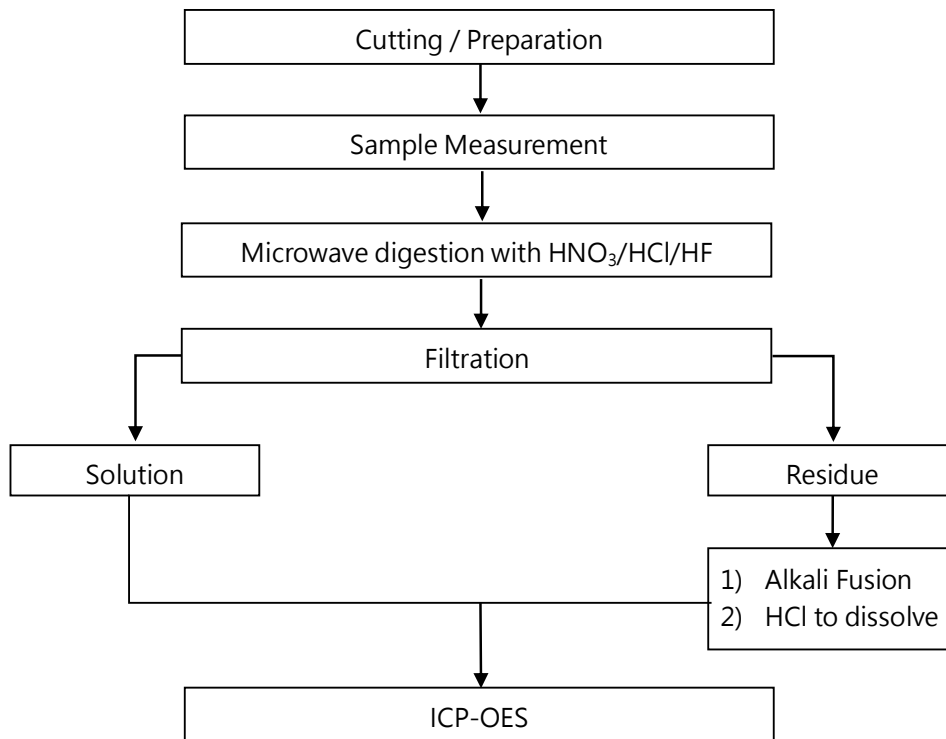 Cutting / Preparation
Sample Measurement
Microwave digestion with HNO₃/HCl/HF
Filtration
Solution
Residue
1) Alkali Fusion
2) HCl to dissolve
ICP-OES